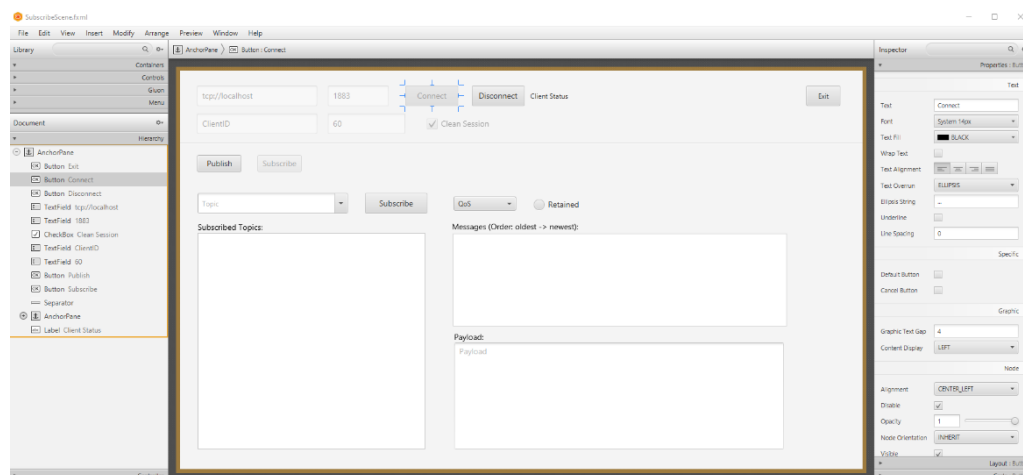 SubscribeScene.fxml
File Edit View Insert Modify Arrange Preview Window Help
Library
Containers
Controls
Gluon
Menu
Document
Hierarchy
AnchorPane
Button Exit
Button Connect
Button Disconnect
TextField tcp://localhost
TextField 1883
CheckBox Clean Session
TextField ClientID
TextField 60
Button Publish
Button Subscribe
Separator
AnchorPane
Label Client Status
AnchorPane Button : Connect
tcp://localhost 1883 Connect Disconnect Client Status Exit
ClientID 60 Clean Session
Publish Subscribe
Topic Subscribe QoS Retained
Subscribed Topics: Messages (Order: oldest -> newest):
Payload:
Payload
Inspector
Properties : Butt
Text
Text Connect
Font System 14px
Text Fill BLACK
Wrap Text
Text Alignment
Text Overrun ELLIPSIS
Ellipsis String ...
Underline
Line Spacing 0
Specific
Default Button
Cancel Button
Graphic
Graphic Text Gap 4
Content Display LEFT
Node
Alignment CENTER_LEFT
Disable
Opacity 1
Node Orientation INHERIT
Visible
Layout : Butt